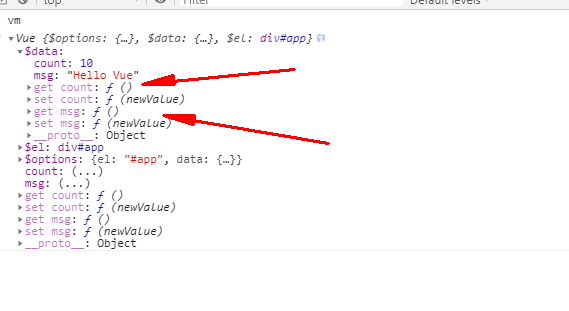 top
Filter
Default levels
vm
Vue {$options: {…}, $data: {…}, $el: div#app} i
$data:
count: 10
msg: "Hello Vue"
get count: ƒ ()
set count: ƒ (newValue)
get msg: ƒ ()
set msg: ƒ (newValue)
__proto__: Object
$el: div#app
$options: {el: "#app", data: {…}}
count: (...)
msg: (...)
get count: ƒ ()
set count: ƒ (newValue)
get msg: ƒ ()
set msg: ƒ (newValue)
__proto__: Object